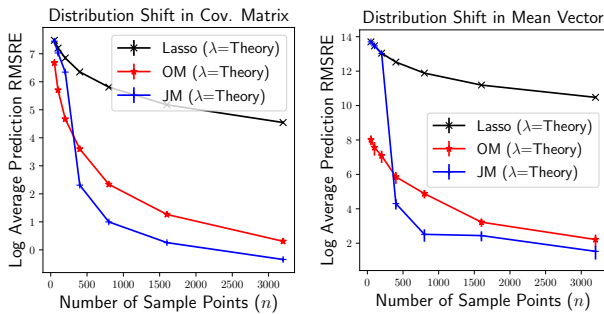 Distribution Shift in Cov. Matrix
Log Average Prediction RMSRE
7
6
5
4
3
2
1
0
Lasso (λ=Theory)
OM (λ=Theory)
JM (λ=Theory)
0 500 1000 1500 2000 2500 3000
Number of Sample Points (n)
Distribution Shift in Mean Vector
Log Average Prediction RMSRE
14
12
10
8
6
4
2
Lasso (λ=Theory)
OM (λ=Theory)
JM (λ=Theory)
0 500 1000 1500 2000 2500 3000
Number of Sample Points (n)